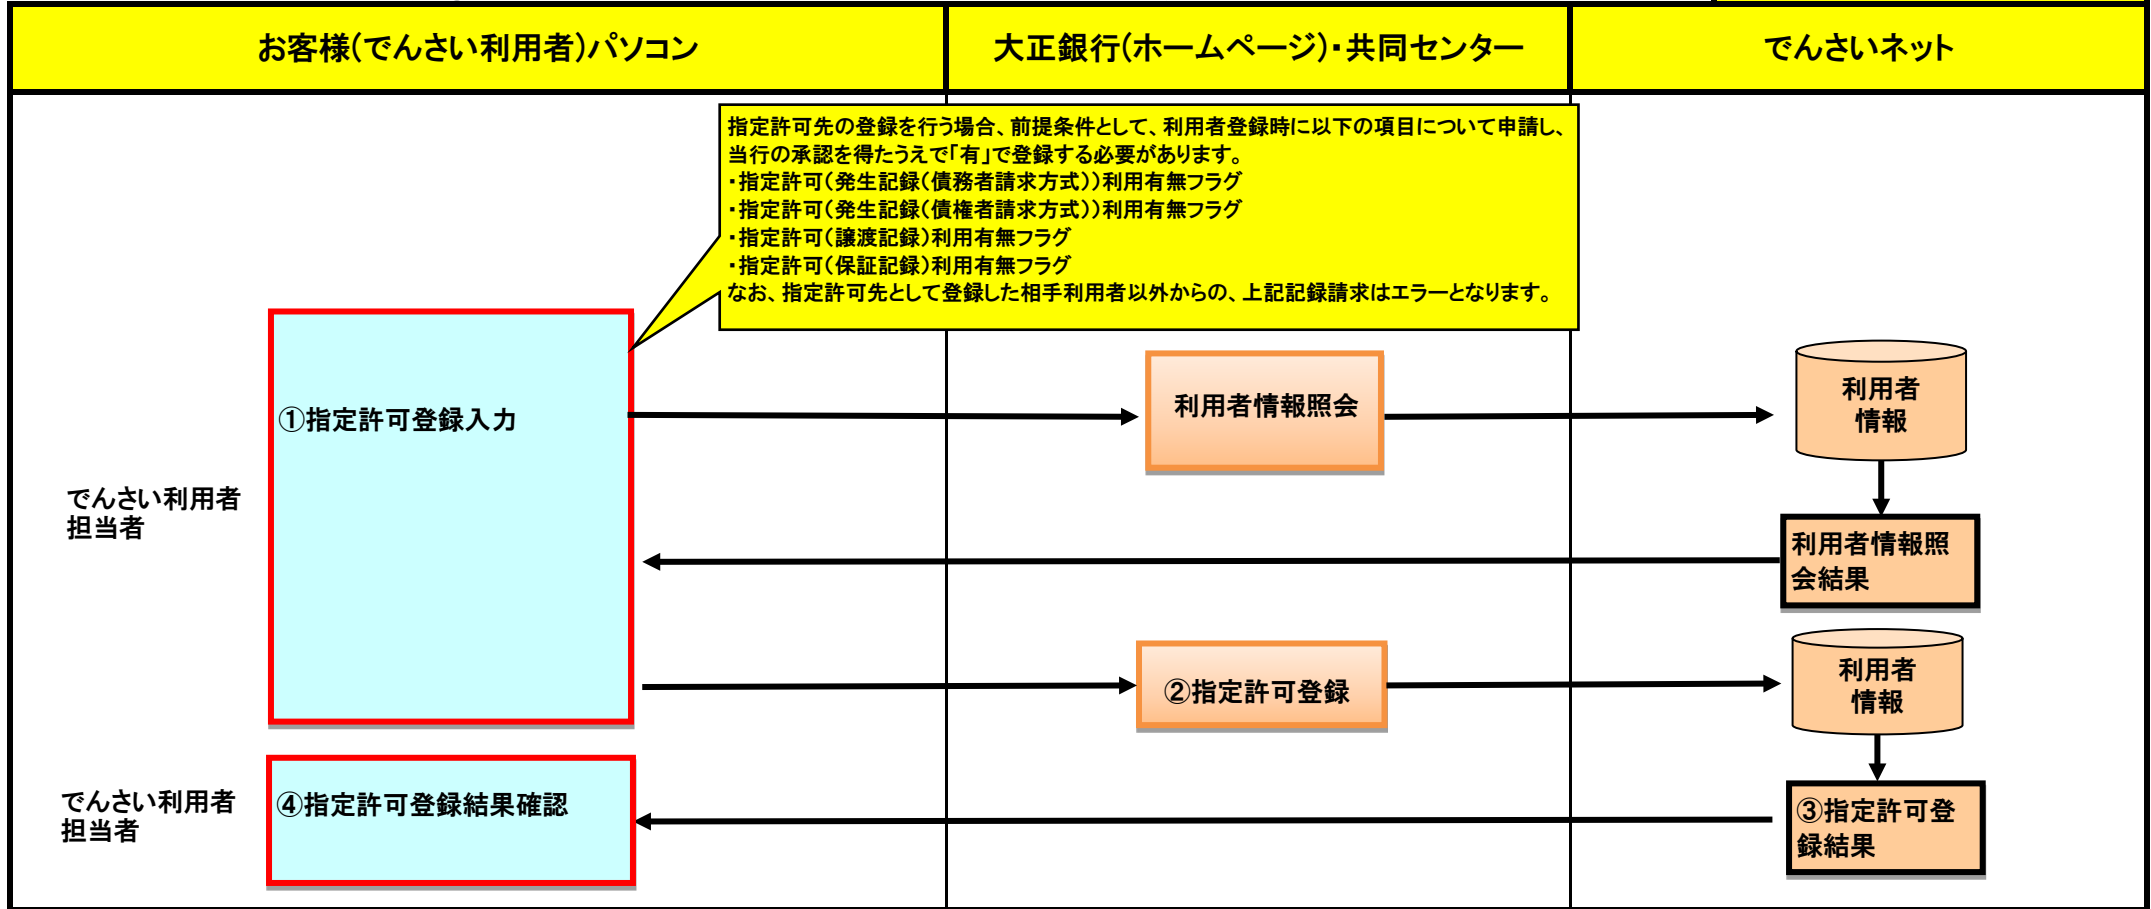 お客様(でんさい利用者)パソコン
大正銀行(ホームページ)・共同センター
でんさいネット
指定許可先の登録を行う場合、前提条件として、利用者登録時に以下の項目について申請し、
当行の承認を得たうえで「有」で登録する必要があります。
・指定許可(発生記録(債務者請求方式))利用有無フラグ
・指定許可(発生記録(債権者請求方式))利用有無フラグ
・指定許可(譲渡記録)利用有無フラグ
・指定許可(保証記録)利用有無フラグ
なお、指定許可先として登録した相手利用者以外からの、上記記録請求はエラーとなります。
①指定許可登録入力
利用者情報照会
利用者
情報
でんさい利用者
担当者
利用者情報照
会結果
②指定許可登録
利用者
情報
でんさい利用者
担当者
④指定許可登録結果確認
③指定許可登
録結果